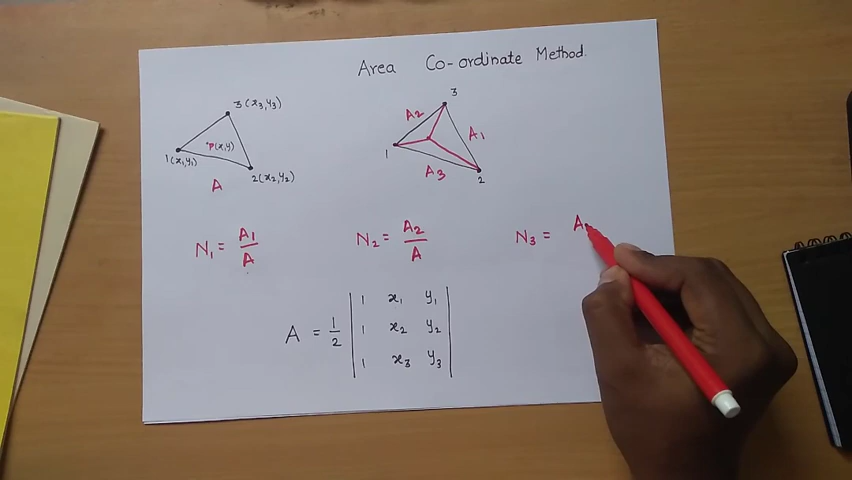 Area Co-ordinate Method
3(x₃,y₃)
P(x,y)
1(x₁,y₁)
2(x₂,y₂)
A
3
A₂
A₁
1
A₃
2
N₁ = A₁/A
N₂ = A₂/A
N₃ = A
A = 1/2 | 1 x₁ y₁ |
| 1 x₂ y₂ |
| 1 x₃ y₃ |